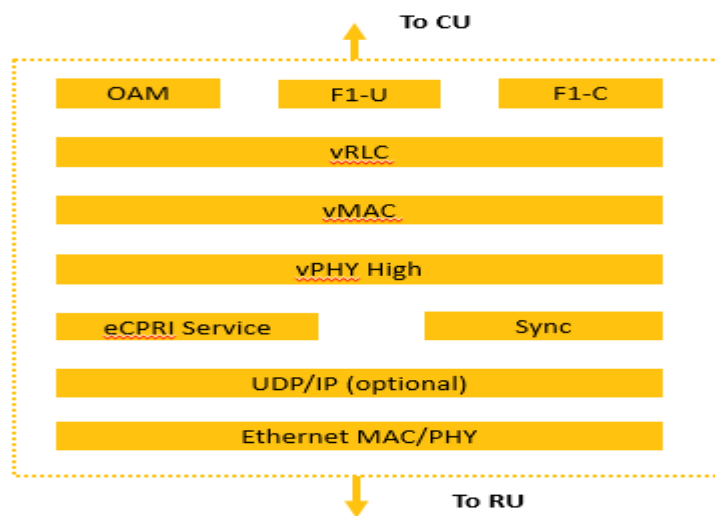 To CU
OAM F1-U F1-C
vRLC
vMAC
vPHY High
eCPRI Service Sync
UDP/IP (optional)
Ethernet MAC/PHY
To RU